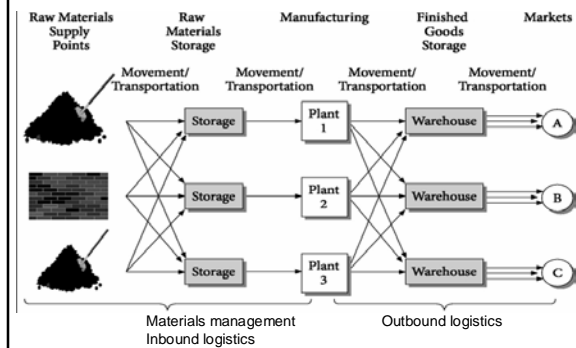 Raw Materials
Supply
Points
Raw
Materials
Storage
Manufacturing
Finished
Goods
Storage
Markets
Movement/
Transportation
Movement/
Transportation
Movement/
Transportation
Movement/
Transportation
Storage
Plant
1
Warehouse
A
Storage
Plant
2
Warehouse
B
Storage
Plant
3
Warehouse
C
Materials management
Inbound logistics
Outbound logistics